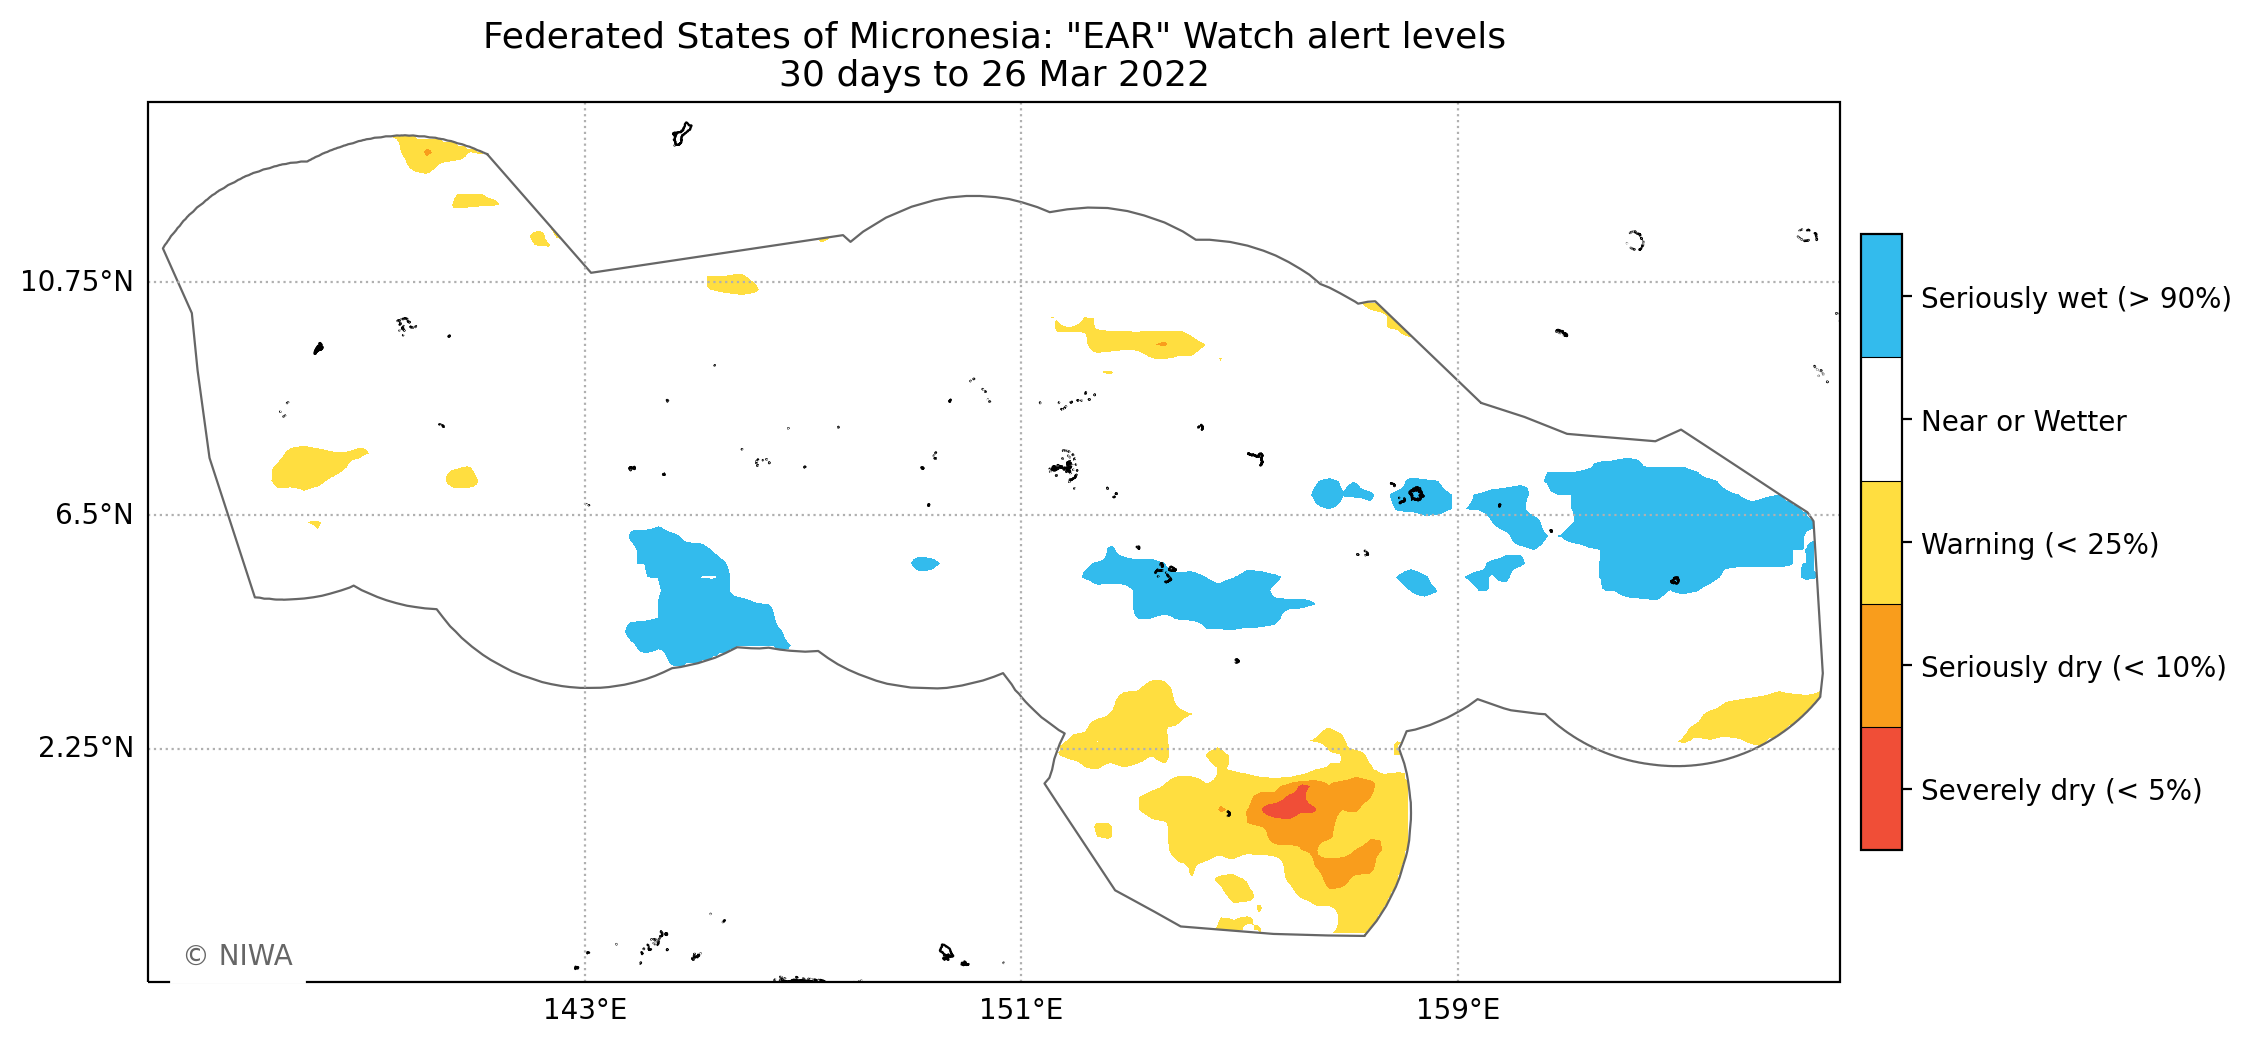 Federated States of Micronesia: "EAR" Watch alert levels
30 days to 26 Mar 2022
10.75°N
6.5°N
2.25°N
143°E
151°E
159°E
Seriously wet (> 90%)
Near or Wetter
Warning (< 25%)
Seriously dry (< 10%)
Severely dry (< 5%)
© NIWA